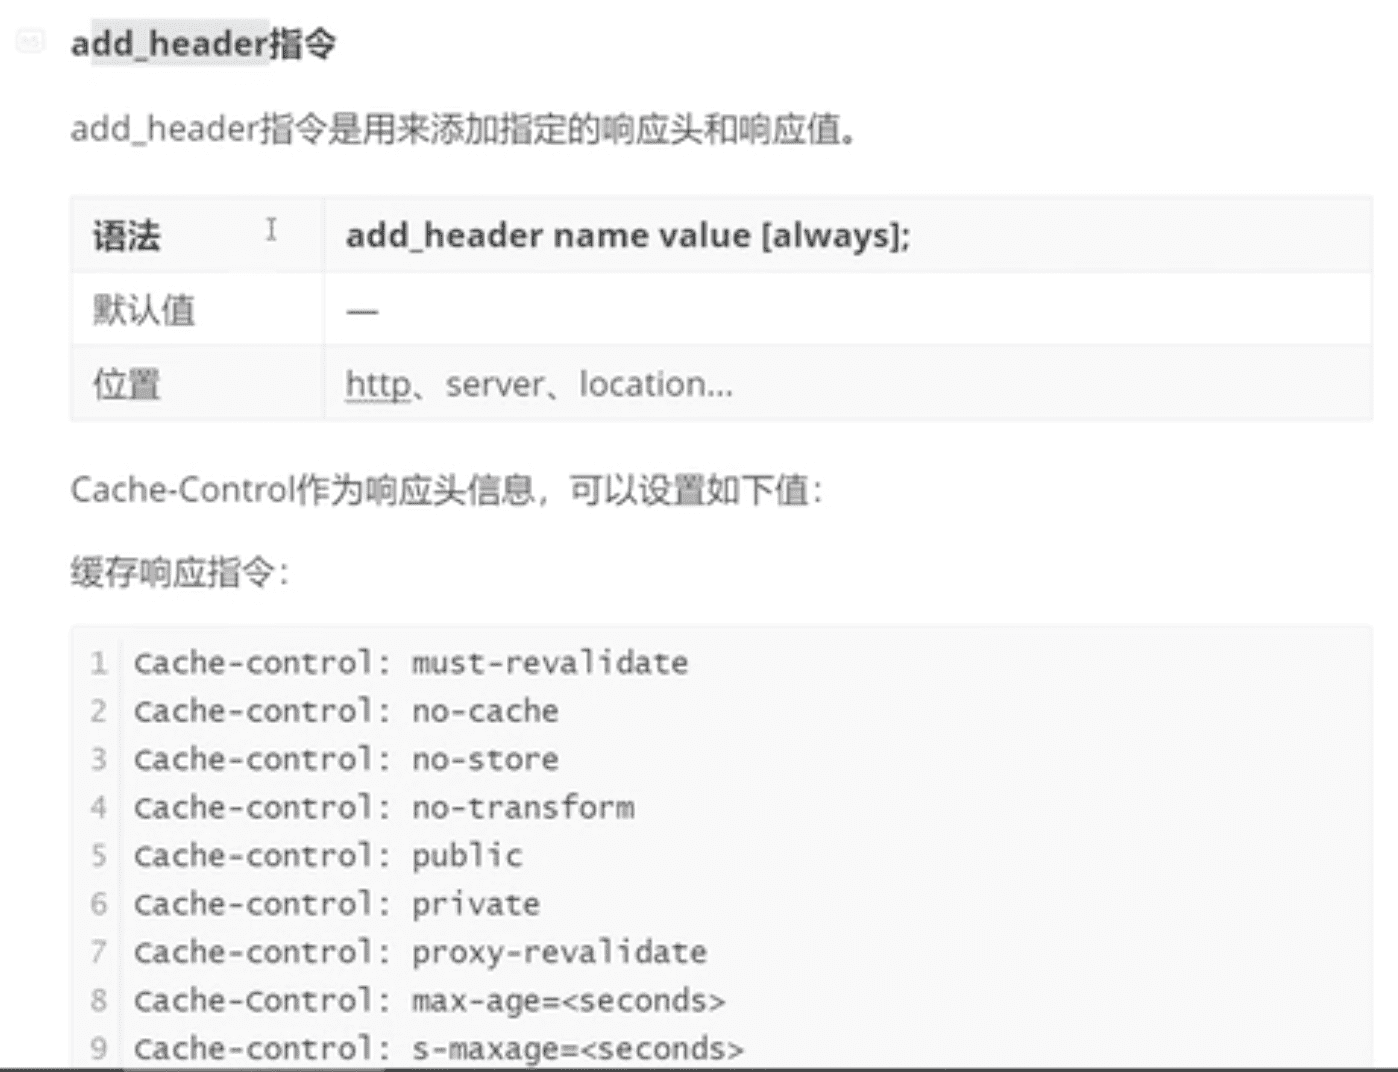 add_header指令
add_header指令是用来添加指定的响应头和响应值。
语法 add_header name value [always];
默认值 —
位置 http、server、location...
Cache-Control作为响应头信息，可以设置如下值：
缓存响应指令：
1 Cache-control: must-revalidate
2 Cache-control: no-cache
3 Cache-control: no-store
4 Cache-control: no-transform
5 Cache-control: public
6 Cache-control: private
7 Cache-control: proxy-revalidate
8 Cache-Control: max-age=<seconds>
9 Cache-control: s-maxage=<seconds>